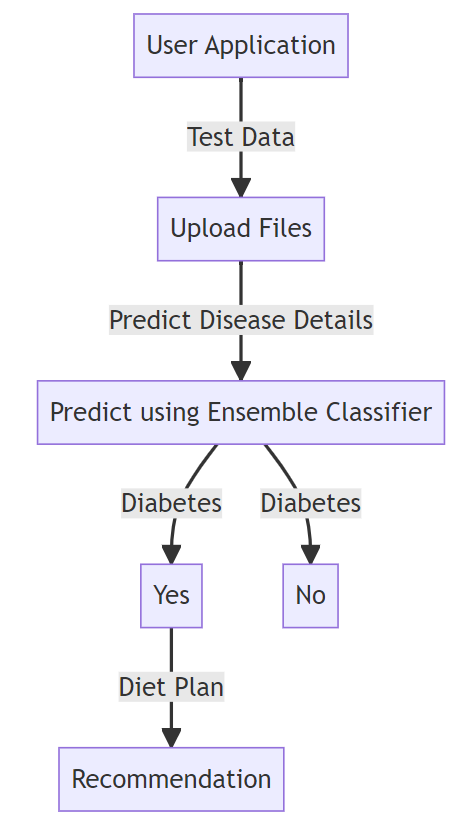 User Application
Test Data
Upload Files
Predict Disease Details
Predict using Ensemble Classifier
Diabetes
Diabetes
Yes
No
Diet Plan
Recommendation